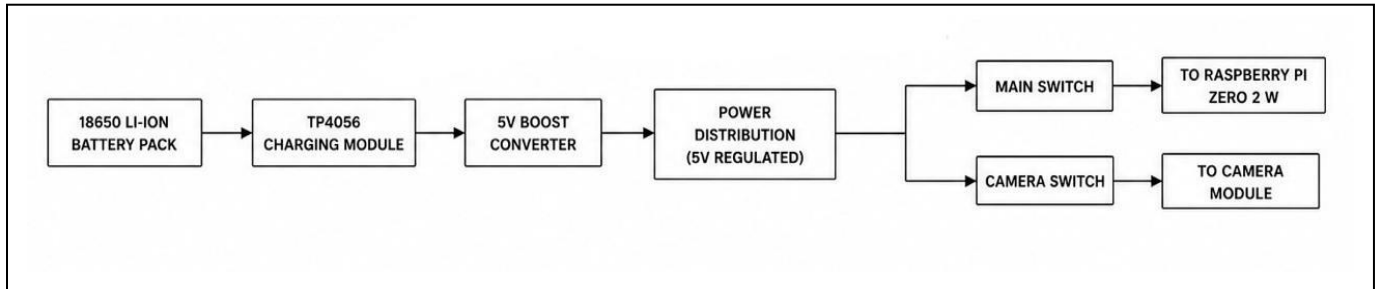 18650 LI-ION
BATTERY PACK
TP4056
CHARGING MODULE
5V BOOST
CONVERTER
POWER
DISTRIBUTION
(5V REGULATED)
MAIN SWITCH
TO RASPBERRY PI
ZERO 2 W
CAMERA SWITCH
TO CAMERA
MODULE